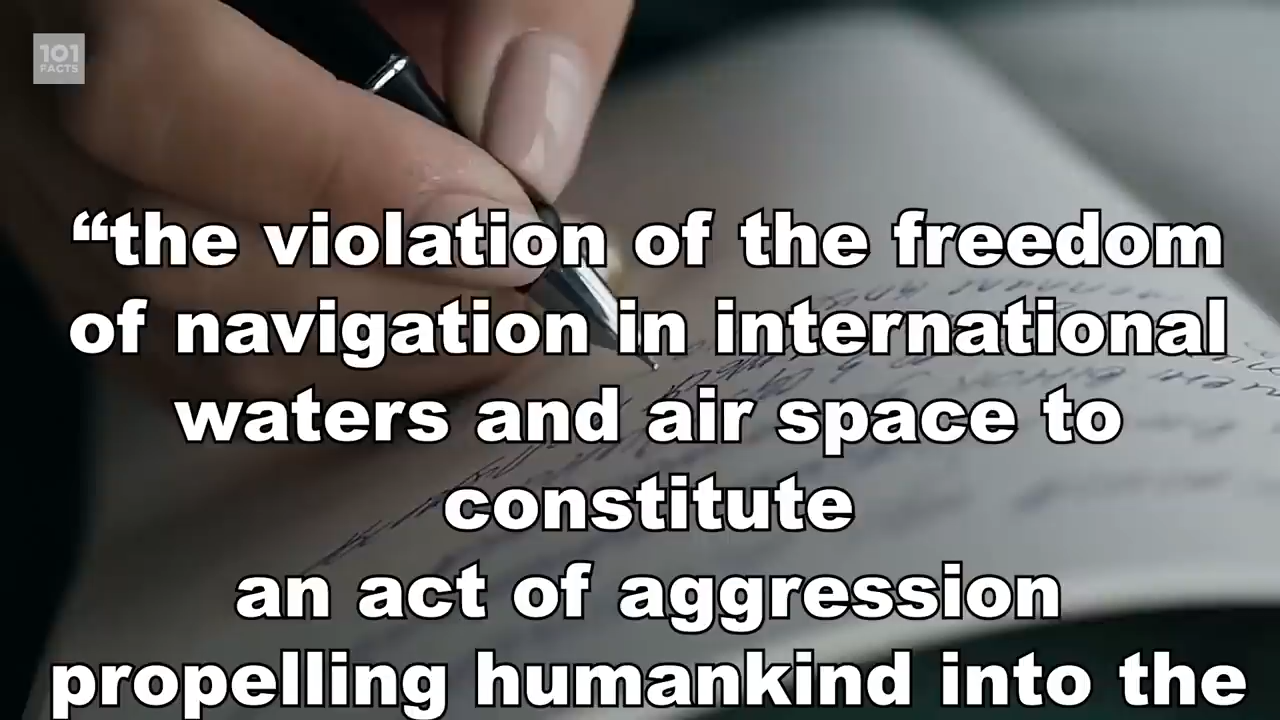 101
FACTS
“the violation of the freedom
of navigation in international
waters and air space to
constitute
an act of aggression
propelling humankind into the